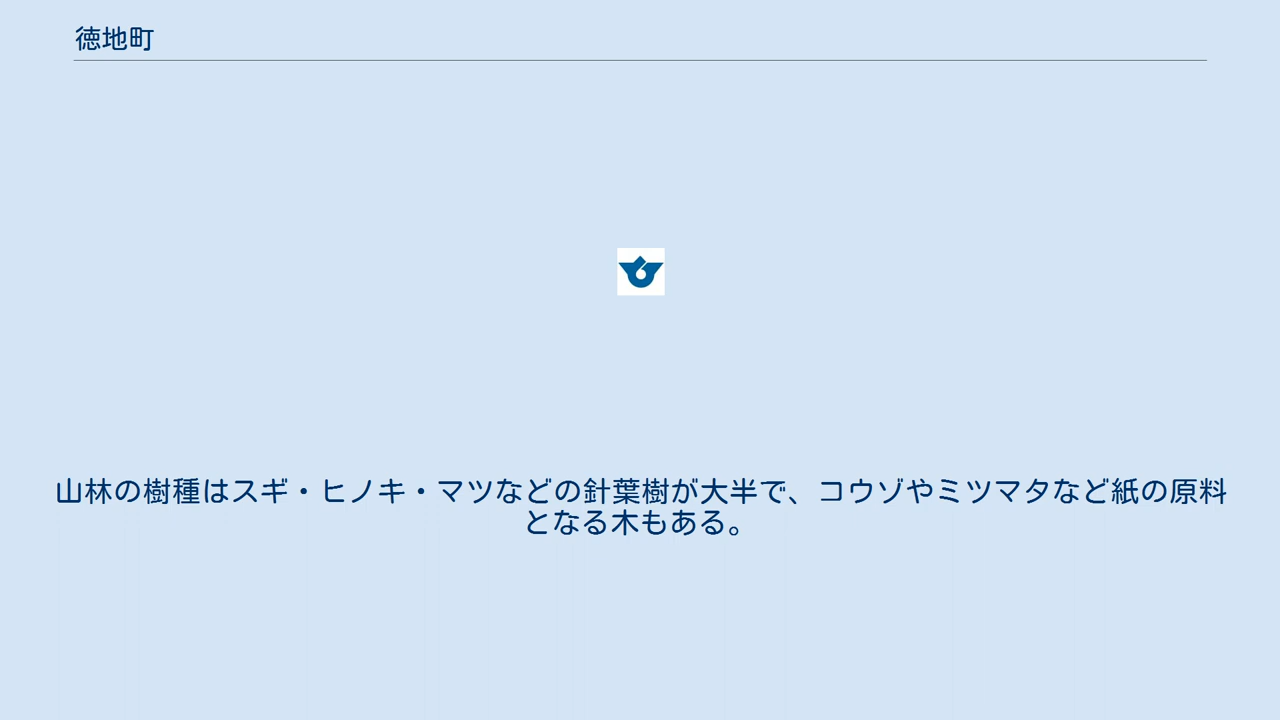 徳地町
山林の樹種はスギ・ヒノキ・マツなどの針葉樹が大半で、コウゾやミツマタなど紙の原料
となる木もある。